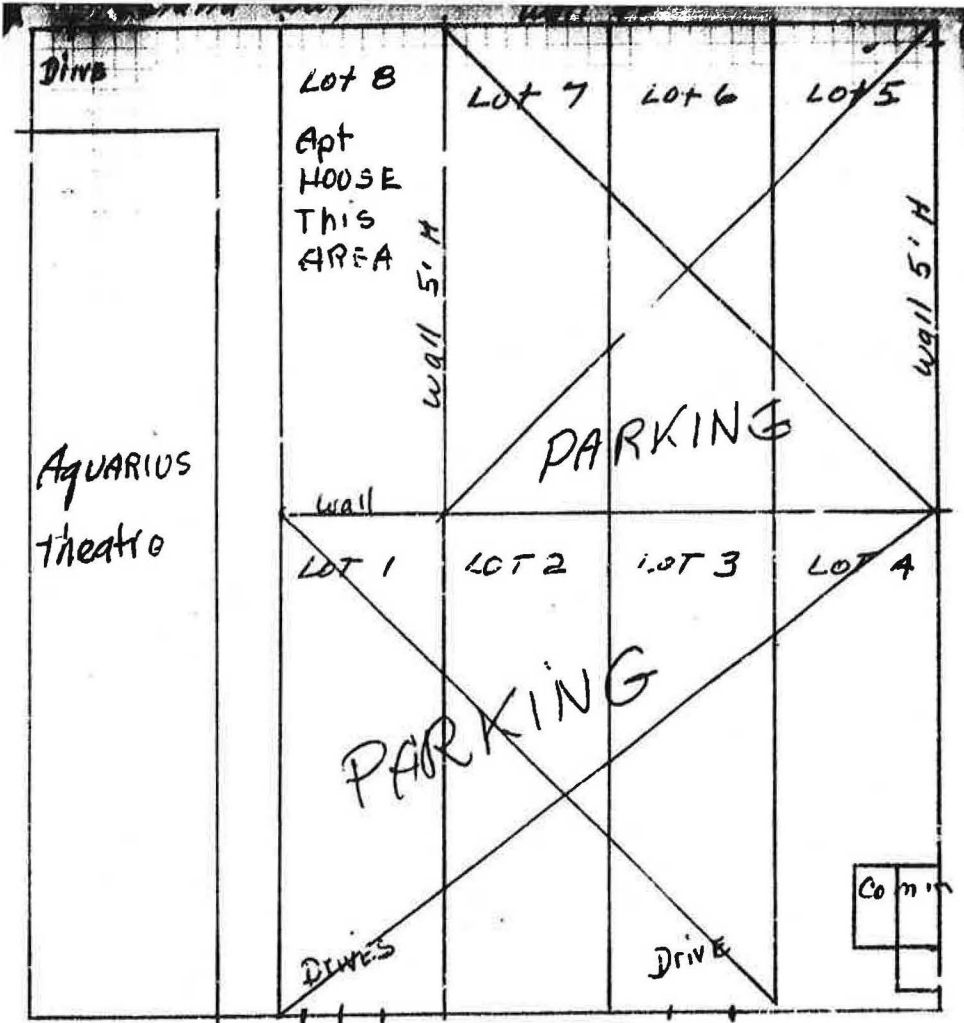 Drive
Lot 8
Apt
HOUSE
This
AREA
Lot 7
Lot 6
Lot 5
Wall 5' H
Wall 5' H
PARKING
Aquarius
theatre
Wall
LOT 1
LOT 2
LOT 3
LOT 4
PARKING
Drives
Drive